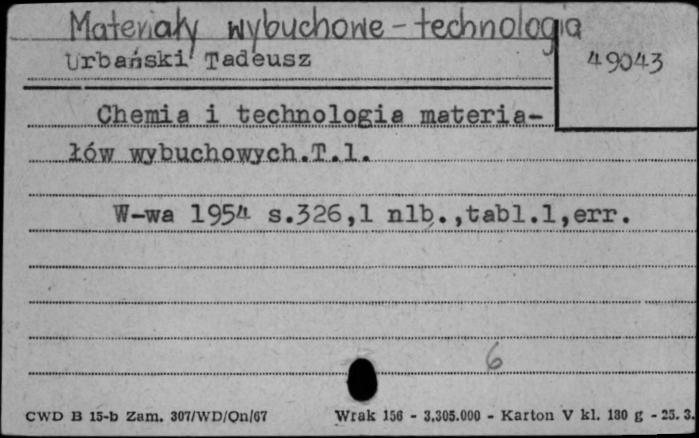 Materiały wybuchowe - technologia
Urbański Tadeusz
49043
Chemia i technologia materia-
łów wybuchowych.T.1.
W-wa 1954 s.326,1 nlb.,tabl.1,err.
6
CWD B 15-b Zam. 307/WD/Qn/67 Wrak 156 - 3.305.000 - Karton V kl. 180 g - 25. 3.